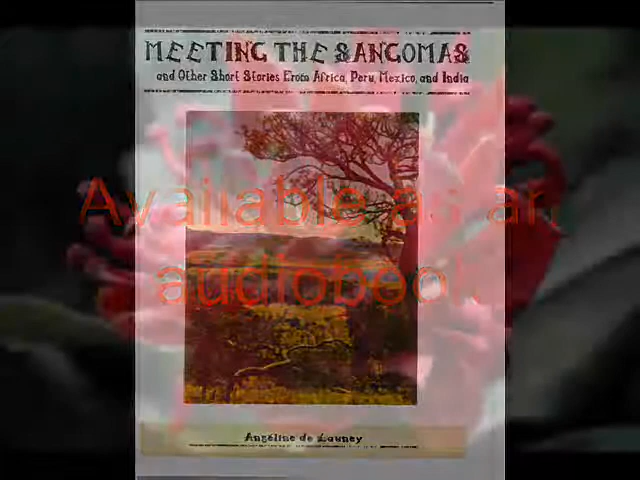 MEETING THE SANGOMAS
and Other Short Stories From Africa, Peru, Mexico, and India
Available as an
audiobook
Angéline de Launey